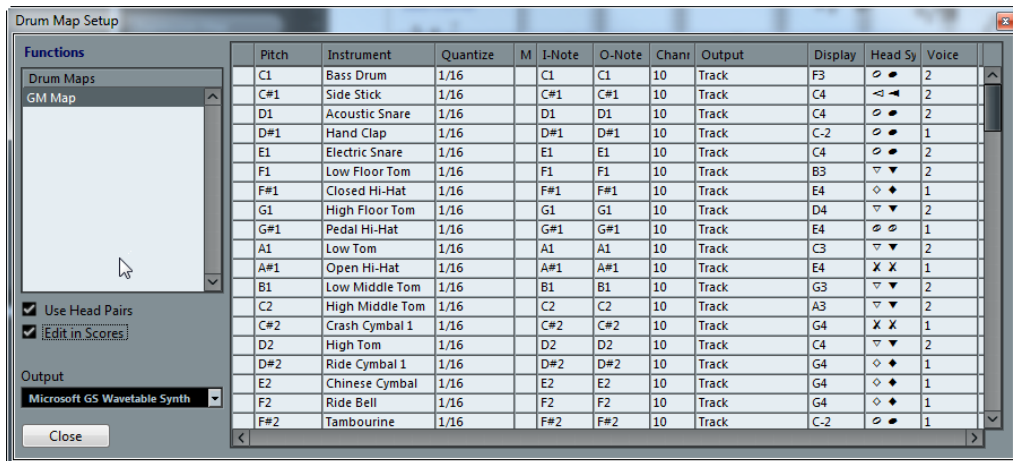 Drum Map Setup
Functions
Drum Maps
GM Map
Use Head Pairs
Edit in Scores
Output
Microsoft GS Wavetable Synth
Close
Pitch Instrument Quantize M I-Note O-Note Chann Output Display Head Sy Voice
C1 Bass Drum 1/16 C1 C1 10 Track F3 2
C#1 Side Stick 1/16 C#1 C#1 10 Track C4 2
D1 Acoustic Snare 1/16 D1 D1 10 Track C4 2
D#1 Hand Clap 1/16 D#1 D#1 10 Track C-2 1
E1 Electric Snare 1/16 E1 E1 10 Track C4 2
F1 Low Floor Tom 1/16 F1 F1 10 Track B3 2
F#1 Closed Hi-Hat 1/16 F#1 F#1 10 Track E4 1
G1 High Floor Tom 1/16 G1 G1 10 Track D4 2
G#1 Pedal Hi-Hat 1/16 G#1 G#1 10 Track E4 1
A1 Low Tom 1/16 A1 A1 10 Track C3 2
A#1 Open Hi-Hat 1/16 A#1 A#1 10 Track E4 1
B1 Low Middle Tom 1/16 B1 B1 10 Track G3 2
C2 High Middle Tom 1/16 C2 C2 10 Track A3 2
C#2 Crash Cymbal 1 1/16 C#2 C#2 10 Track G4 1
D2 High Tom 1/16 D2 D2 10 Track C4 2
D#2 Ride Cymbal 1 1/16 D#2 D#2 10 Track G4 1
E2 Chinese Cymbal 1/16 E2 E2 10 Track G4 1
F2 Ride Bell 1/16 F2 F2 10 Track G4 1
F#2 Tambourine 1/16 F#2 F#2 10 Track C-2 1